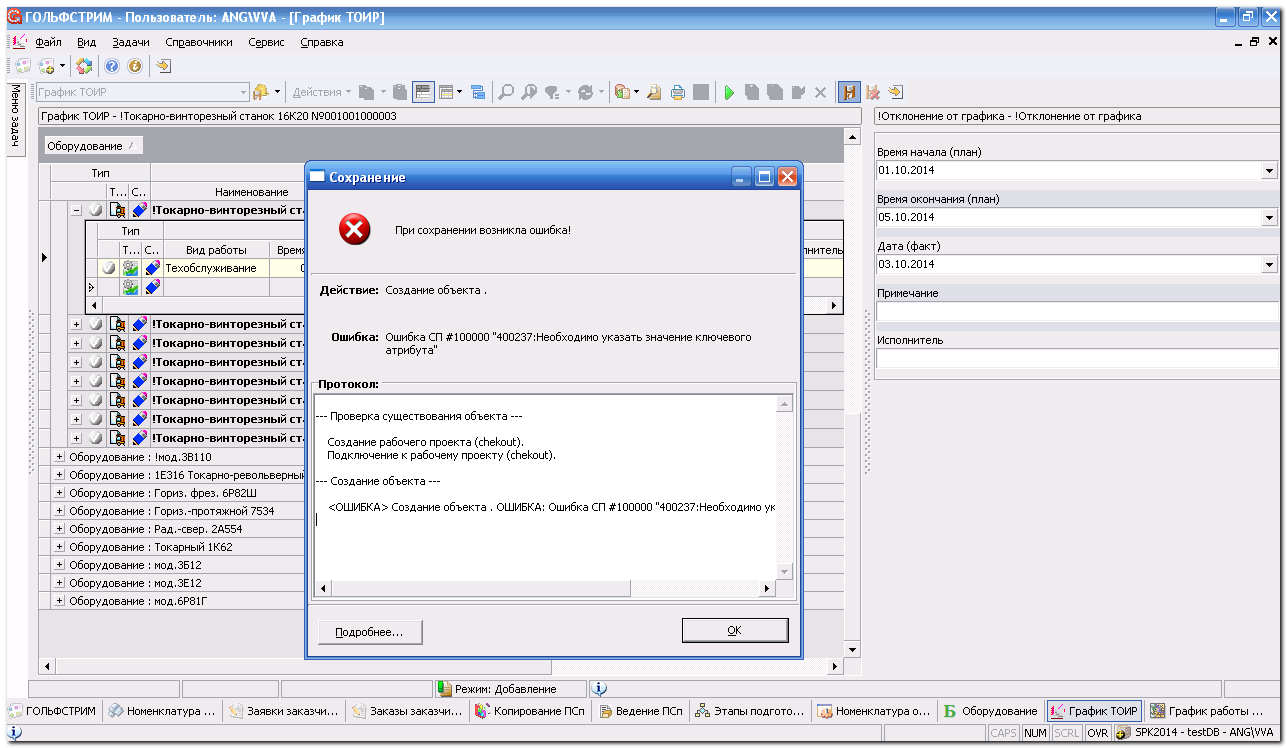 ГОЛЬФСТРИМ - Пользователь: ANG\VVA - [График ТОИР]
Файл Вид Задачи Справочники Сервис Справка
Меню задач
График ТОИР
Действия
График ТОИР - !Токарно-винторезный станок 16К20 №001001000003
!Отклонение от графика - !Отклонение от графика
Оборудование
Тип
Т... С.. Наименование
!Токарно-винторезный ста
Тип
Т... С.. Вид работы Время
Техобслуживание
!Токарно-винторезный ст
!Токарно-винторезный ст
!Токарно-винторезный ст
!Токарно-винторезный ст
!Токарно-винторезный ст
!Токарно-винторезный ст
!Токарно-винторезный ст
Оборудование : !мод.3В110
Оборудование : 1Е316 Токарно-револьверный
Оборудование : Гориз. фрез. 6Р82Ш
Оборудование : Гориз.-протяжной 7534
Оборудование : Рад.-свер. 2А554
Оборудование : Токарный 1К62
Оборудование : мод.3Б12
Оборудование : мод.3Е12
Оборудование : мод.6Р81Г
Сохранение
При сохранении возникла ошибка!
Действие: Создание объекта .
Ошибка: Ошибка СП #100000 "400237:Необходимо указать значение ключевого
атрибута"
Протокол:
--- Проверка существования объекта ---
Создание рабочего проекта (chekout).
Подключение к рабочему проекту (chekout).
--- Создание объекта ---
<ОШИБКА> Создание объекта . ОШИБКА: Ошибка СП #100000 "400237:Необходимо ук
Подробнее...
OK
нитель
Время начала (план)
01.10.2014
Время окончания (план)
05.10.2014
Дата (факт)
03.10.2014
Примечание
Исполнитель
Режим: Добавление
ГОЛЬФСТРИМ
Номенклатура ...
Заявки заказчи...
Заказы заказчи...
Копирование ПСп
Ведение ПСп
Этапы подгото...
Номенклатура о...
Оборудование
График ТОИР
График работы ...
CAPS NUM SCRL OVR SPK2014 - testDB - ANG\VVA